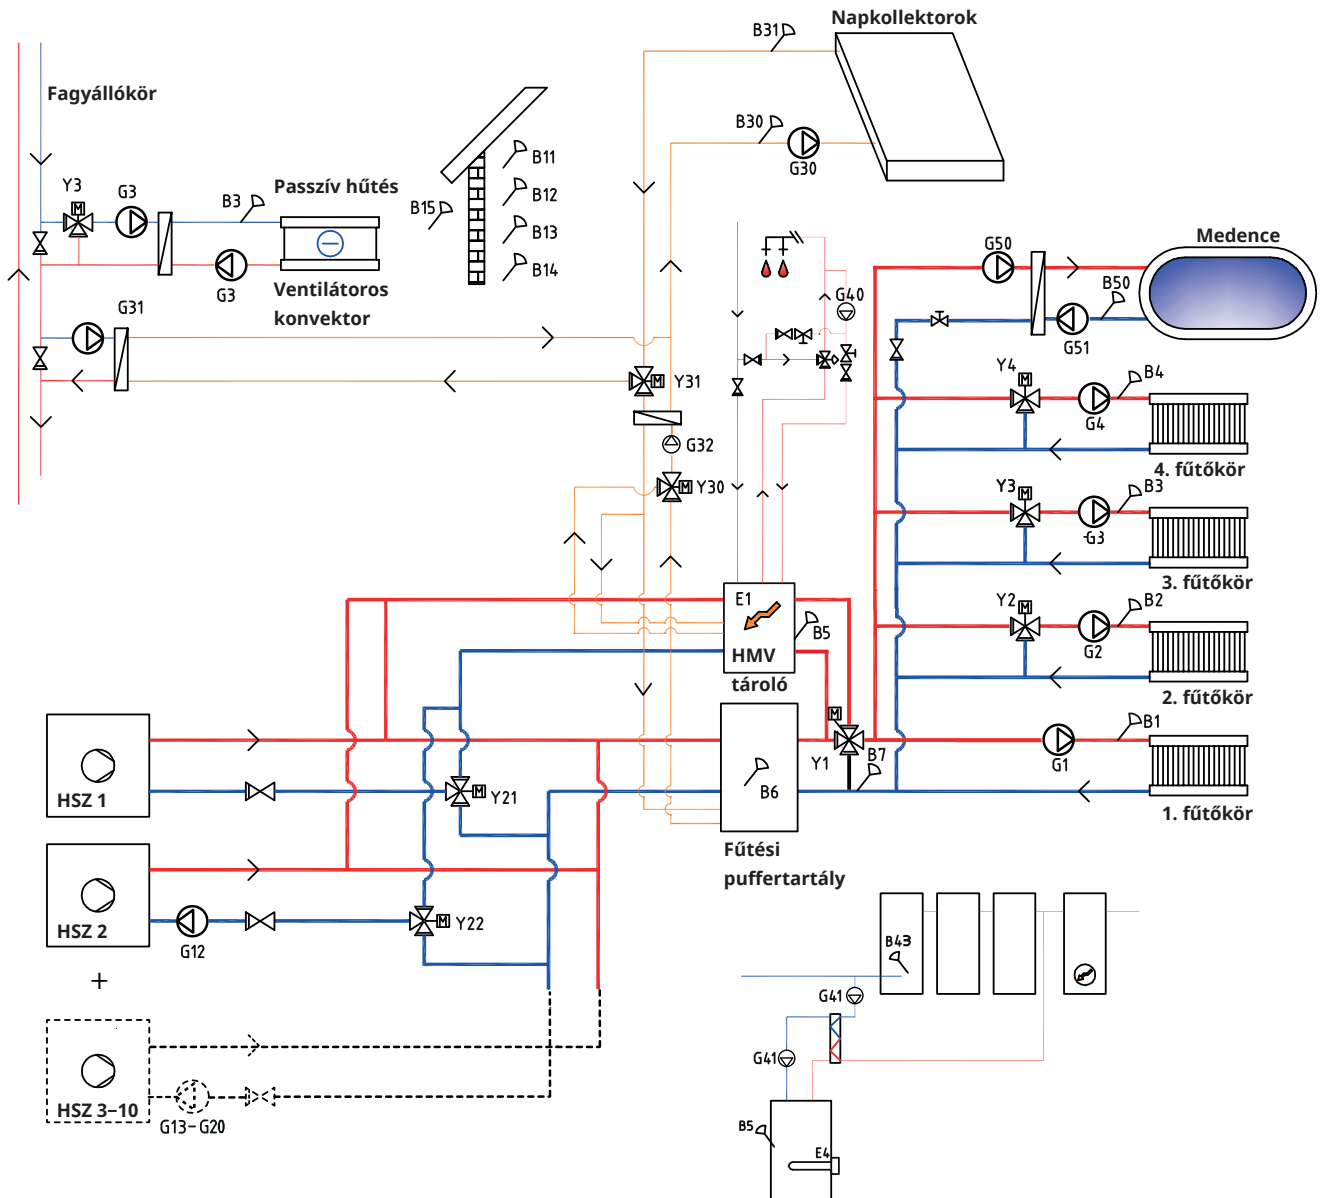 Napkollektorok
B31
Fagyállókör
B30
G30
B11
Y3
G3
B3
Passzív hűtés
B12
B15
B13
B14
G3
Ventilátoros
konvektor
G31
G40
G50
Medence
B50
G51
Y31
G32
Y30
Y4
B4
G4
4. fűtőkör
Y3
B3
-G3
3. fűtőkör
Y2
B2
G2
2. fűtőkör
E1
B5
HMV
tároló
M
Y1
B7
B1
G1
1. fűtőkör
HSZ 1
Y21
B6
Fűtési
puffertartály
HSZ 2
G12
Y22
+
HSZ 3–10
G13–G20
B43
G41
G41
B5
E4
M
M
M
M
M
M
M
M